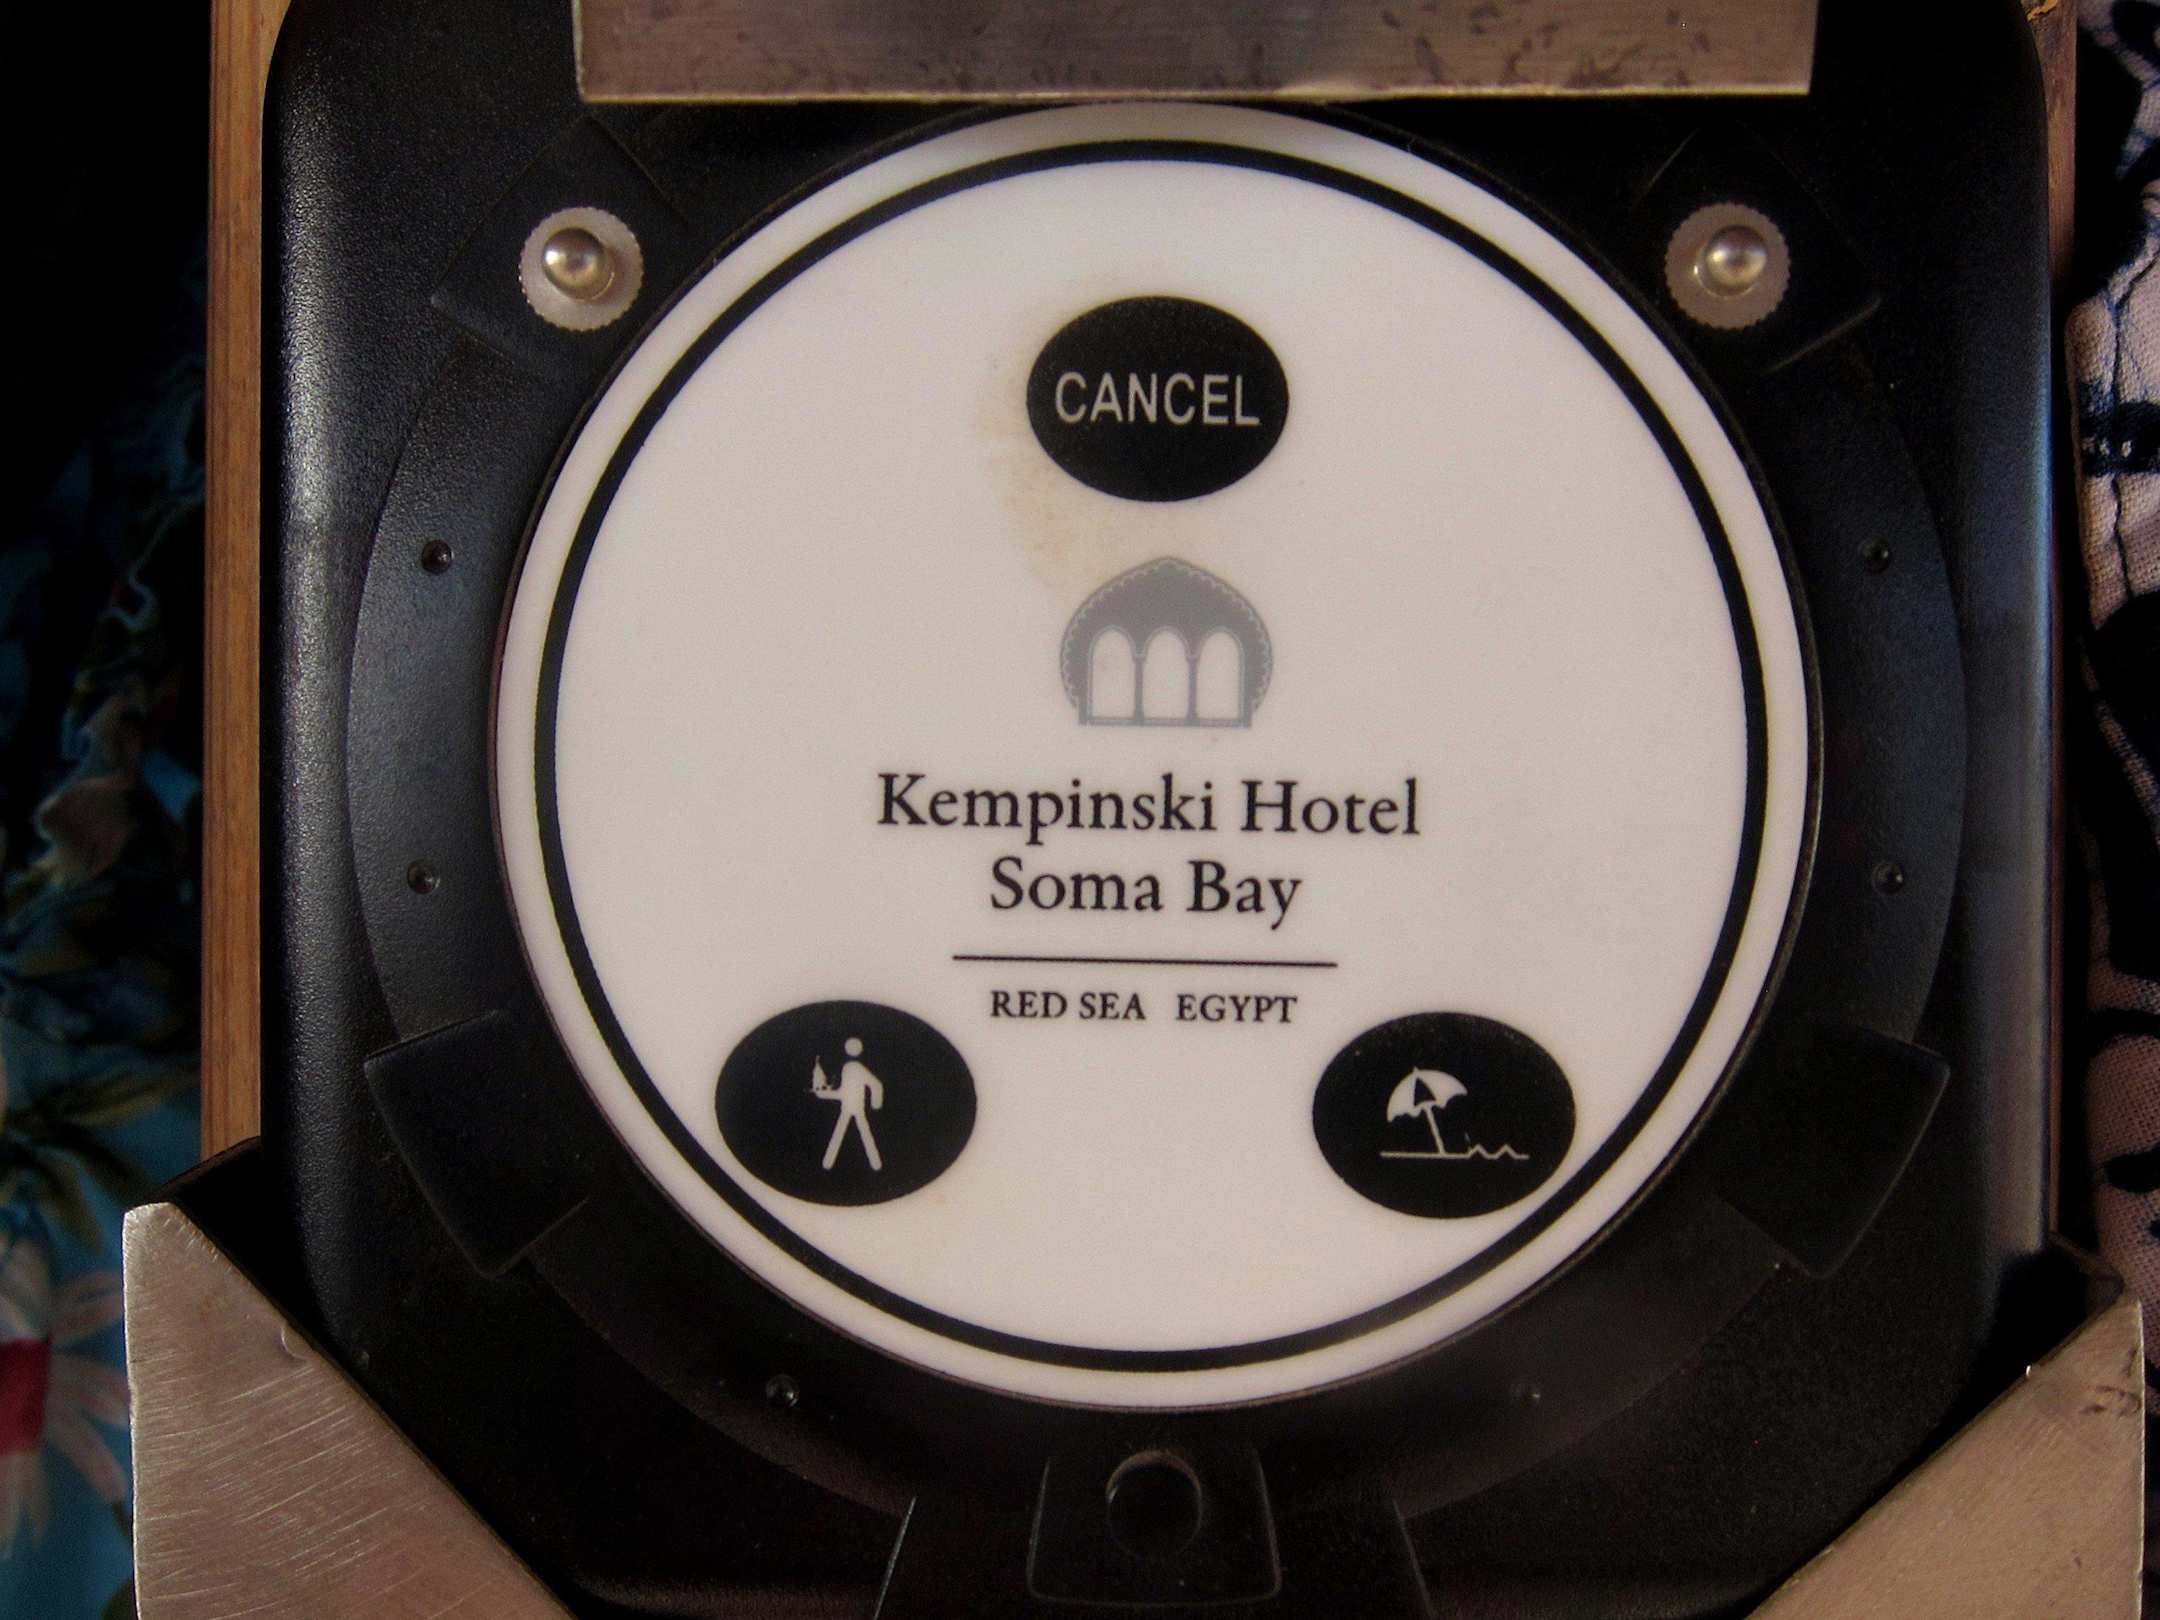 CANCEL
Kempinski Hotel
Soma Bay
RED SEA EGYPT